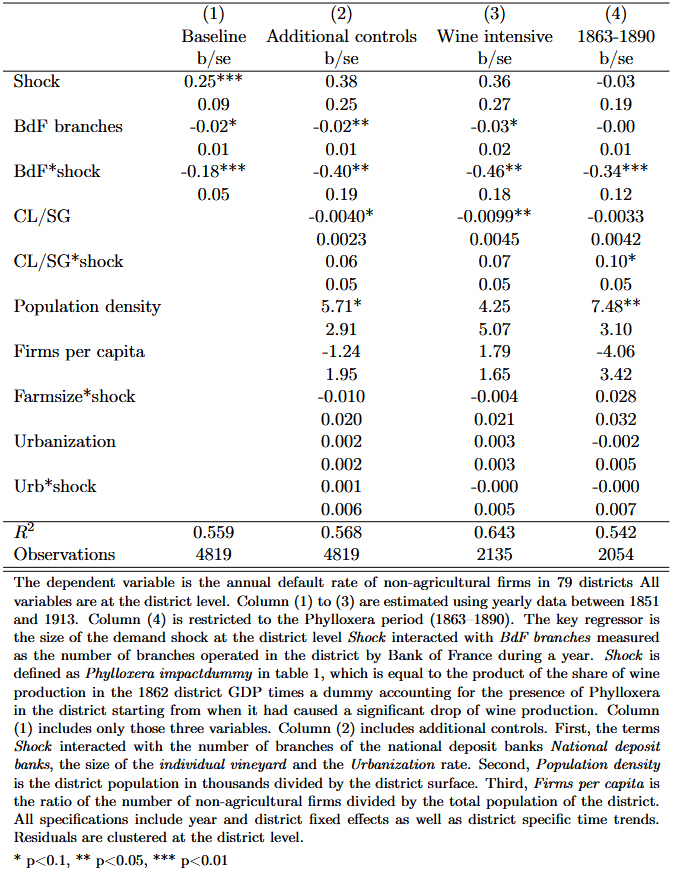 (1) (2) (3) (4)
Baseline Additional controls Wine intensive 1863-1890
b/se b/se b/se b/se
Shock 0.25*** 0.38 0.36 -0.03
0.09 0.25 0.27 0.19
BdF branches -0.02* -0.02** -0.03* -0.00
0.01 0.01 0.02 0.01
BdF*shock -0.18*** -0.40** -0.46** -0.34***
0.05 0.19 0.18 0.12
CL/SG -0.0040* -0.0099** -0.0033
0.0023 0.0045 0.0042
CL/SG*shock 0.06 0.07 0.10*
0.05 0.05 0.05
Population density 5.71* 4.25 7.48**
2.91 5.07 3.10
Firms per capita -1.24 1.79 -4.06
1.95 1.65 3.42
Farmsize*shock -0.010 -0.004 0.028
0.020 0.021 0.032
Urbanization 0.002 0.003 -0.002
0.002 0.003 0.005
Urb*shock 0.001 -0.000 -0.000
0.006 0.005 0.007
R² 0.559 0.568 0.643 0.542
Observations 4819 4819 2135 2054
The dependent variable is the annual default rate of non-agricultural firms in 79 districts All
variables are at the district level. Column (1) to (3) are estimated using yearly data between 1851
and 1913. Column (4) is restricted to the Phylloxera period (1863–1890). The key regressor is
the size of the demand shock at the district level Shock interacted with BdF branches measured
as the number of branches operated in the district by Bank of France during a year. Shock is
defined as Phylloxera impactdummy in table 1, which is equal to the product of the share of wine
production in the 1862 district GDP times a dummy accounting for the presence of Phylloxera
in the district starting from when it had caused a significant drop of wine production. Column
(1) includes only those three variables. Column (2) includes additional controls. First, the terms
Shock interacted with the number of branches of the national deposit banks National deposit
banks, the size of the individual vineyard and the Urbanization rate. Second, Population density
is the district population in thousands divided by the district surface. Third, Firms per capita is
the ratio of the number of non-agricultural firms divided by the total population of the district.
All specifications include year and district fixed effects as well as district specific time trends.
Residuals are clustered at the district level.
* p<0.1, ** p<0.05, *** p<0.01